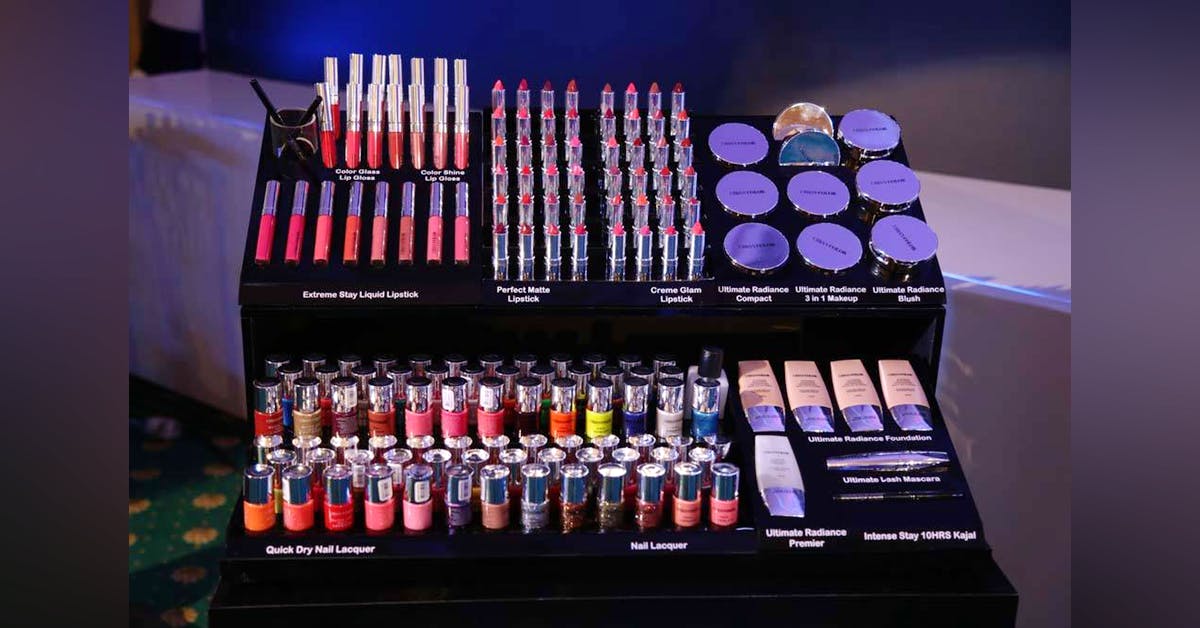 Color Glass
Lip Gloss
Color Shine
Lip Gloss
Extreme Stay Liquid Lipstick
Perfect Matte
Lipstick
Creme Glam
Lipstick
Ultimate Radiance
Compact
Ultimate Radiance
3 in 1 Makeup
Ultimate Radiance
Blush
Ultimate Radiance Foundation
Ultimate Lash Mascara
Ultimate Radiance
Premier
Intense Stay 10HRS Kajal
Quick Dry Nail Lacquer
Nail Lacquer